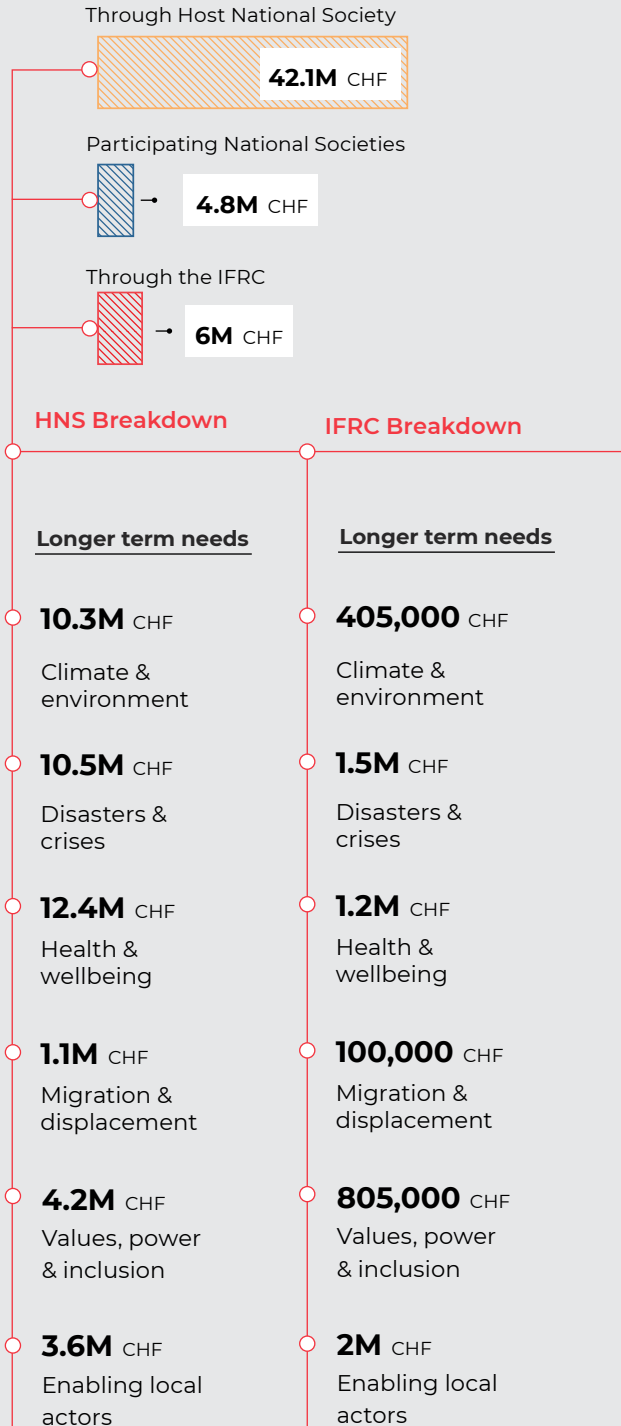 Through Host National Society
42.1M CHF
Participating National Societies
4.8M CHF
Through the IFRC
6M CHF
HNS Breakdown
Longer term needs
10.3M CHF
Climate &
environment
10.5M CHF
Disasters &
crises
12.4M CHF
Health &
wellbeing
1.1M CHF
Migration &
displacement
4.2M CHF
Values, power
& inclusion
3.6M CHF
Enabling local
actors
IFRC Breakdown
Longer term needs
405,000 CHF
Climate &
environment
1.5M CHF
Disasters &
crises
1.2M CHF
Health &
wellbeing
100,000 CHF
Migration &
displacement
805,000 CHF
Values, power
& inclusion
2M CHF
Enabling local
actors